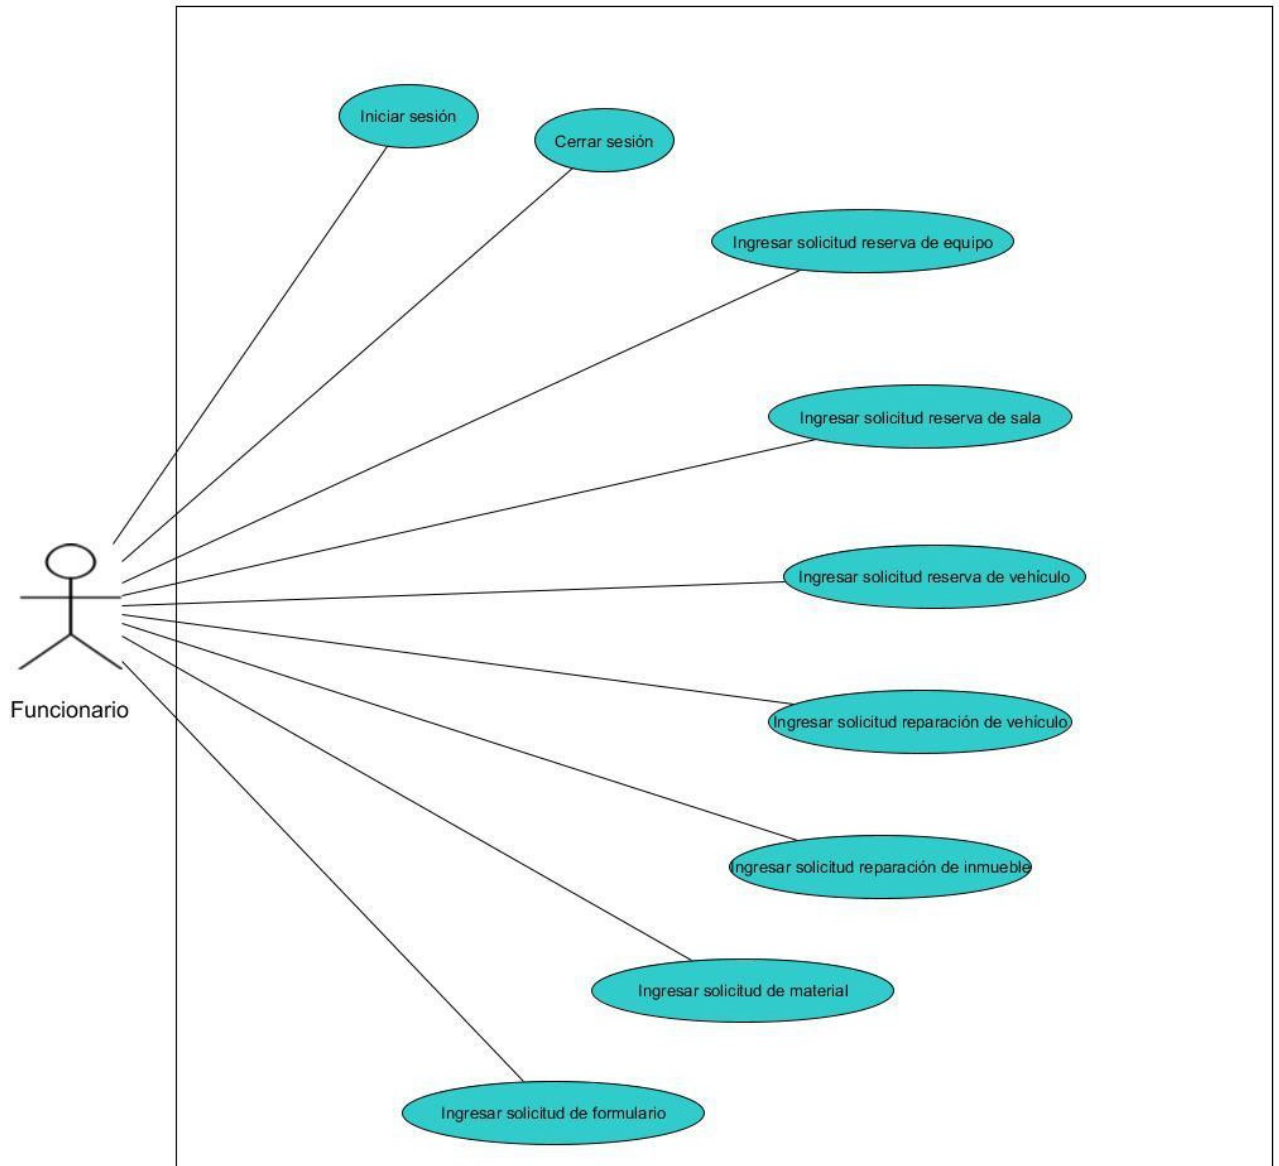 Iniciar sesión
Cerrar sesión
Ingresar solicitud reserva de equipo
Ingresar solicitud reserva de sala
Ingresar solicitud reserva de vehículo
Funcionario
Ingresar solicitud reparación de vehículo
Ingresar solicitud reparación de inmueble
Ingresar solicitud de material
Ingresar solicitud de formulario